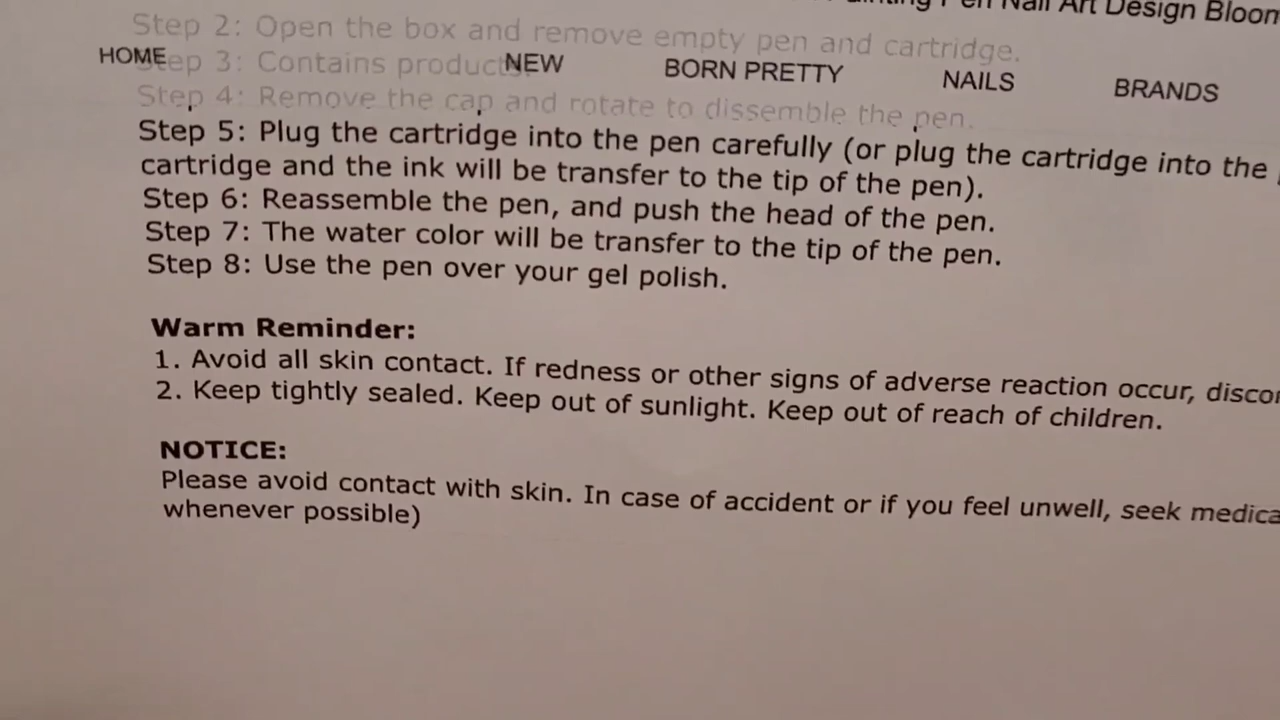 Pen Nail Art Design Bloom
Step 2: Open the box and remove empty pen and cartridge.
HOME NEW BORN PRETTY NAILS BRANDS
Step 3: Contains product
Step 4: Remove the cap and rotate to dissemble the pen.
Step 5: Plug the cartridge into the pen carefully (or plug the cartridge into the
cartridge and the ink will be transfer to the tip of the pen).
Step 6: Reassemble the pen, and push the head of the pen.
Step 7: The water color will be transfer to the tip of the pen.
Step 8: Use the pen over your gel polish.
Warm Reminder:
1. Avoid all skin contact. If redness or other signs of adverse reaction occur, discon
2. Keep tightly sealed. Keep out of sunlight. Keep out of reach of children.
NOTICE:
Please avoid contact with skin. In case of accident or if you feel unwell, seek medica
whenever possible)